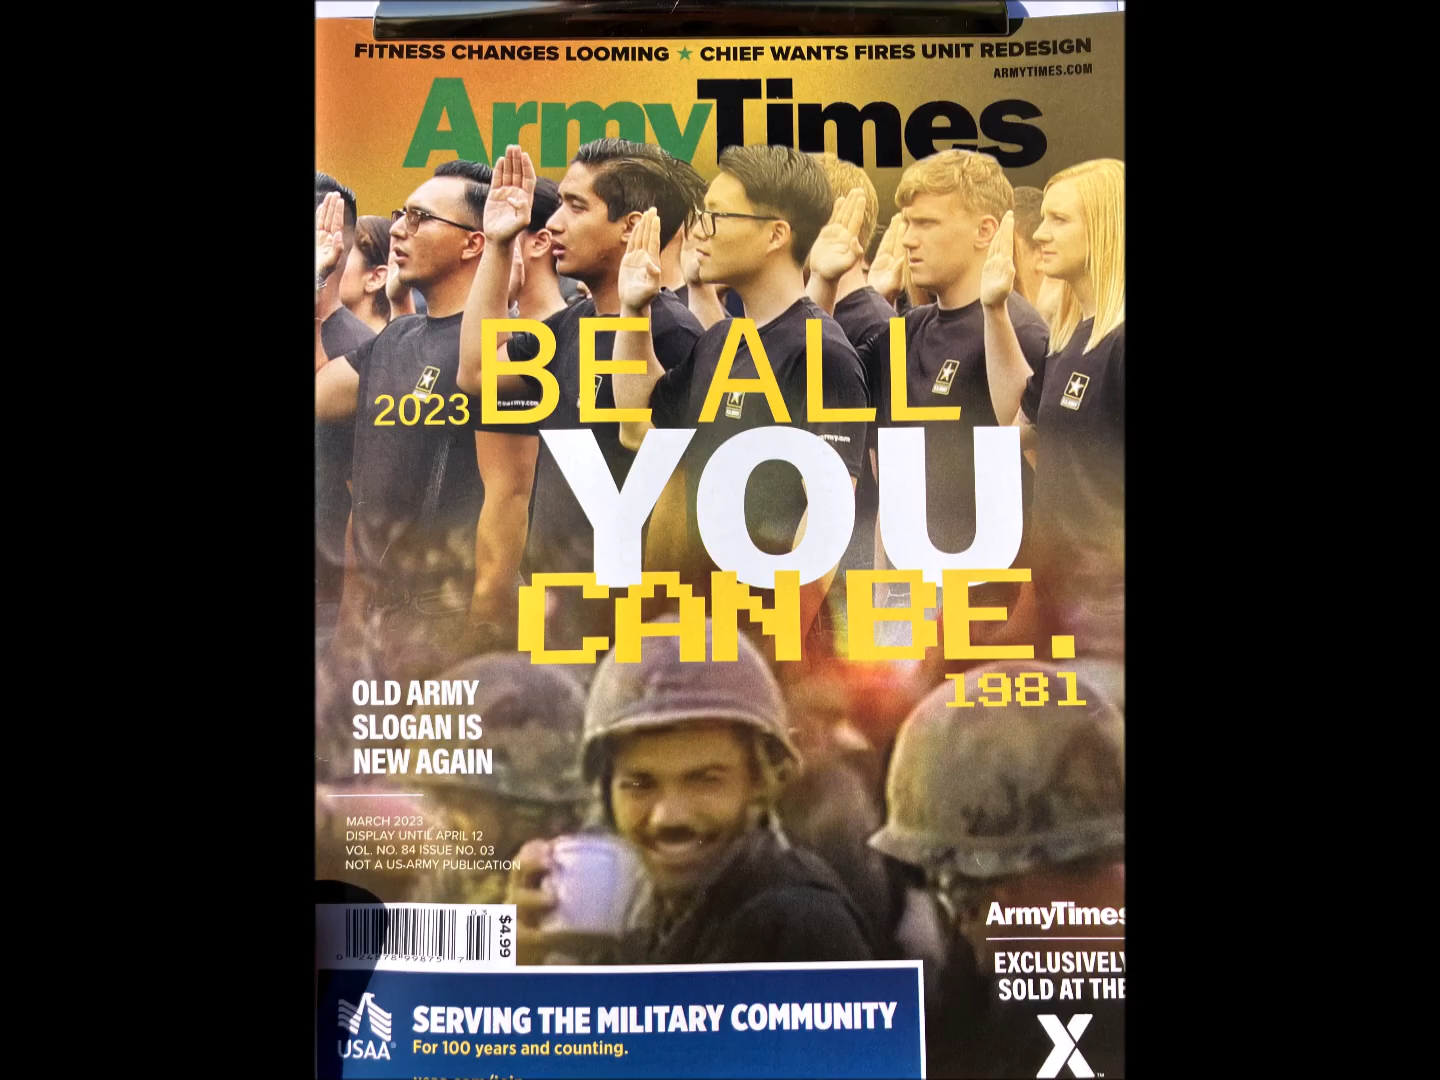 FITNESS CHANGES LOOMING ★ CHIEF WANTS FIRES UNIT REDESIGN
ARMYTIMES.COM
ArmyTimes
2023 BE ALL
YOU
CAN BE.
1981
OLD ARMY
SLOGAN IS
NEW AGAIN
MARCH 2023
DISPLAY UNTIL APRIL 12
VOL. NO. 84 ISSUE NO. 03
NOT A US ARMY PUBLICATION
03
$4.99
ArmyTimes
EXCLUSIVELY
SOLD AT THE
X
USAA®
SERVING THE MILITARY COMMUNITY
For 100 years and counting.